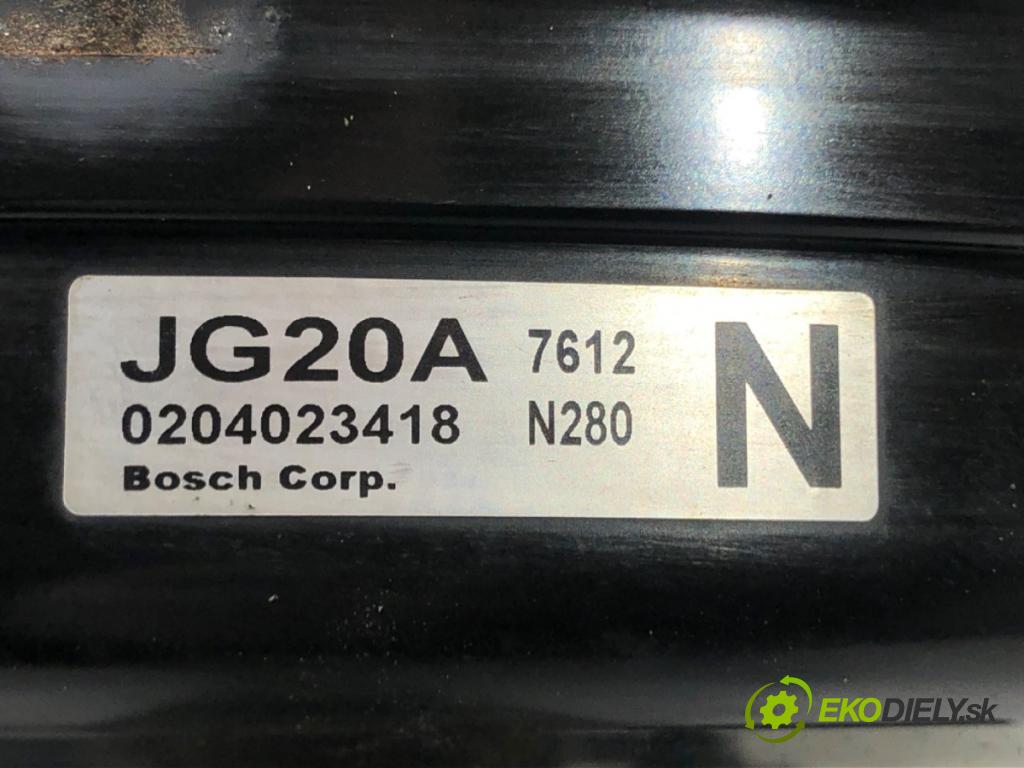 JG20A 7612 N
0204023418 N280
Bosch Corp.
EKODIELY.sk